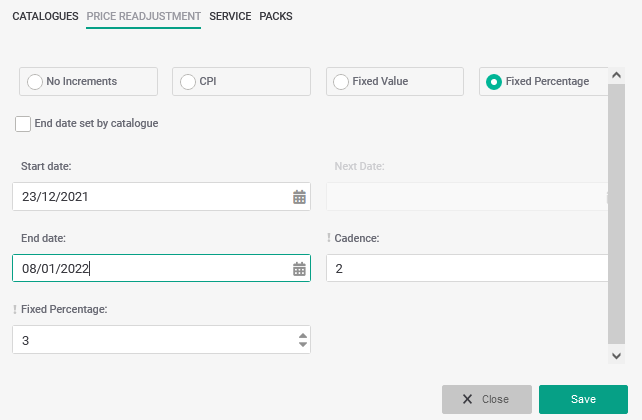 CATALOGUES PRICE READJUSTMENT SERVICE PACKS
No Increments CPI Fixed Value Fixed Percentage
End date set by catalogue
Start date: Next Date:
23/12/2021
End date: ! Cadence:
08/01/2022 2
! Fixed Percentage:
3
Close Save